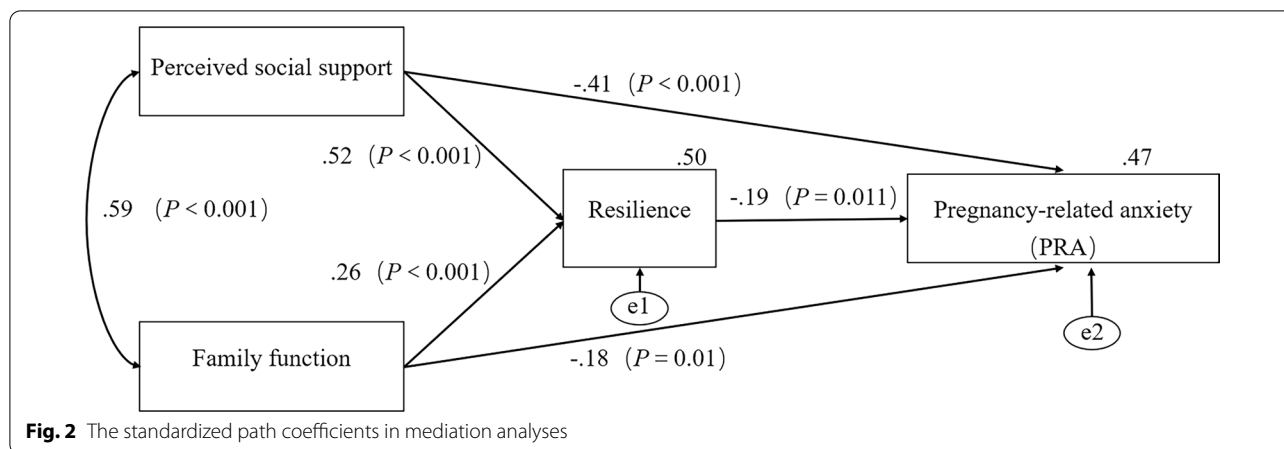 Perceived social support
-.41 (P < 0.001)
.52 (P < 0.001)
.50
.47
.59 (P < 0.001)
Resilience
-.19 (P = 0.011)
Pregnancy-related anxiety
(PRA)
.26 (P < 0.001)
e1
e2
Family function
-.18 (P = 0.01)
Fig. 2 The standardized path coefficients in mediation analyses